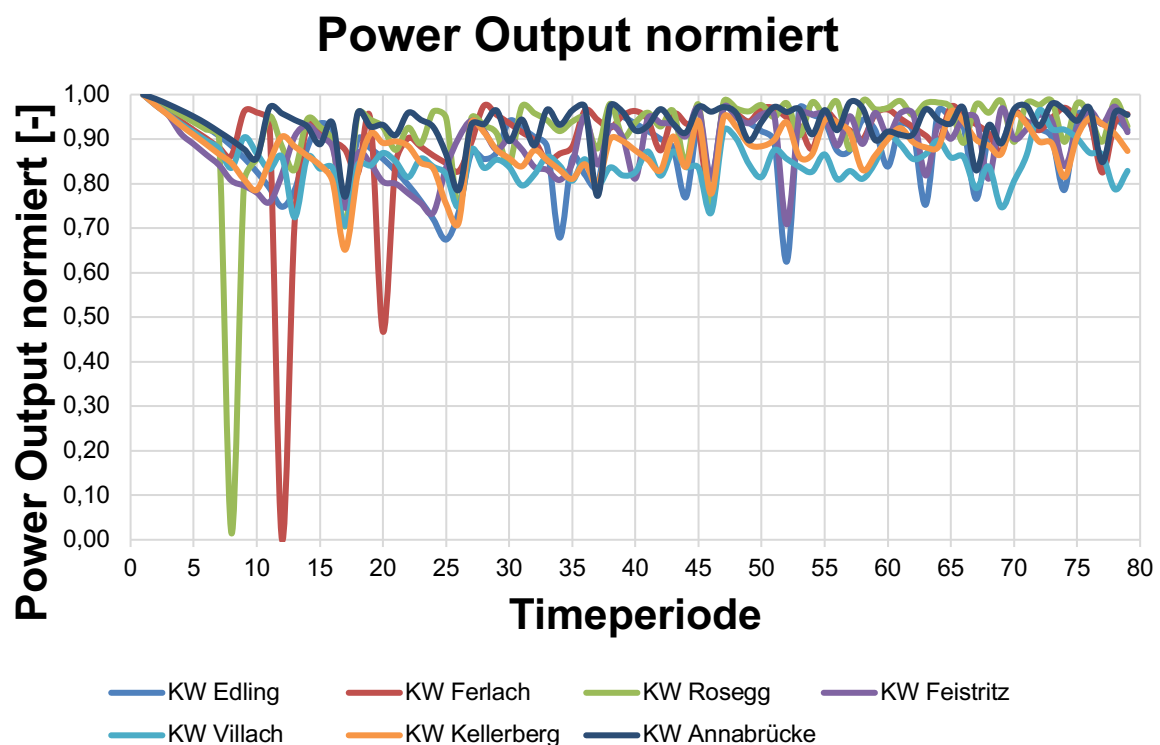 Power Output normiert
Power Output normiert [-]
1,00
0,90
0,80
0,70
0,60
0,50
0,40
0,30
0,20
0,10
0,00
0 5 10 15 20 25 30 35 40 45 50 55 60 65 70 75 80
Timeperiode
KW Edling KW Ferlach KW Rosegg KW Feistritz
KW Villach KW Kellerberg KW Annabrücke